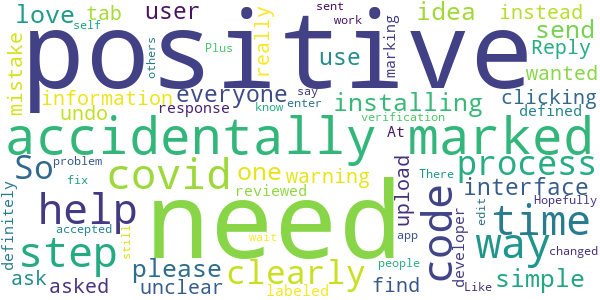 sent self
love tab user really marking idea instead
work send
others Plus use Reply
positive
mistake wanted
information everyone installing clicking
undo response know say enter defined
verification
accidentally marked
At
So covid one warning process
problem reviewed There interface
definitely fix upload code Hopefully
help need time
accepted still developer edit
step wait app way changed
ask asked please clearly people find simple
unclear labeled Like